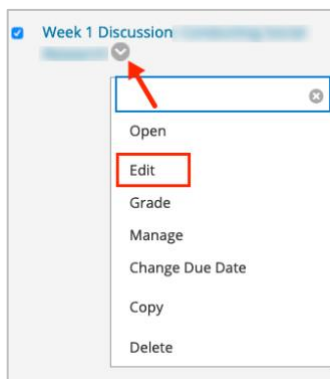 Week 1 Discussion
Open
Edit
Grade
Manage
Change Due Date
Copy
Delete